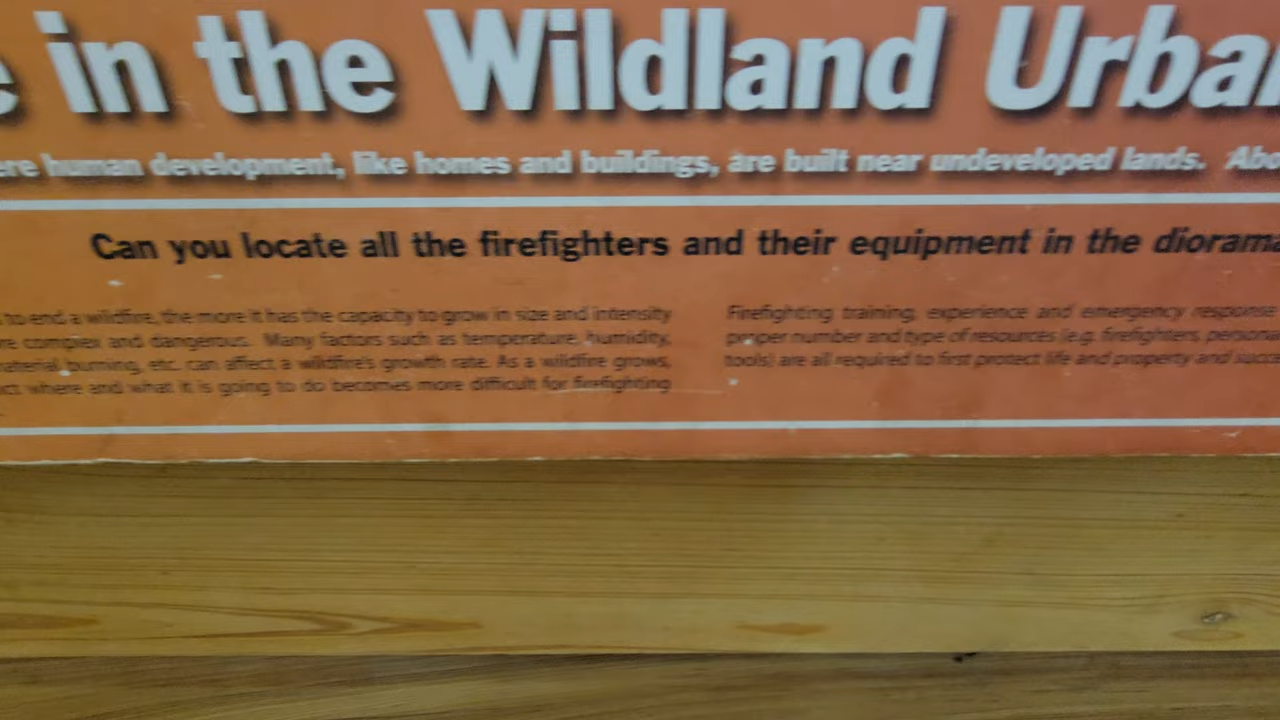 e in the Wildland Urba
ere human development, like homes and buildings, are built near undeveloped lands. Abo
Can you locate all the firefighters and their equipment in the diorama
to end a wildfire, the more it has the capacity to grow in size and intensity
re complex and dangerous. Many factors such as temperature, humidity,
material burning, etc. can affect a wildfire's growth rate. As a wildfire grows,
ict where and what it is going to do becomes more difficult for firefighting
Firefighting training, experience and emergency response
proper number and type of resources (e.g. firefighters, person
tools) are all required to first protect life and property and succe